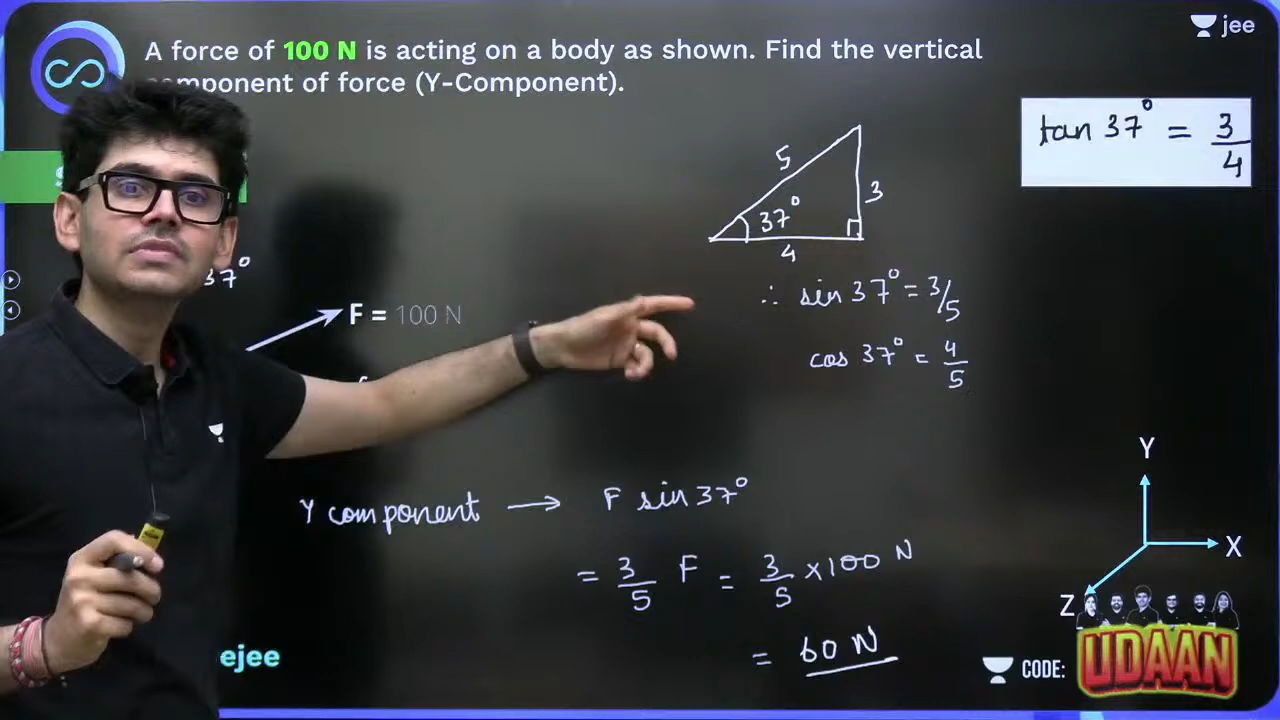 jee
A force of 100 N is acting on a body as shown. Find the vertical
component of force (Y-Component).
tan 37° = 3/4
5
3
37°
4
37°
F = 100 N
∴ sin 37° = 3/5
cos 37° = 4/5
Y component → F sin 37°
= 3/5 F = 3/5 ×100 N
= 60 N
Y
X
Z
ejee
CODE:
UDAAN